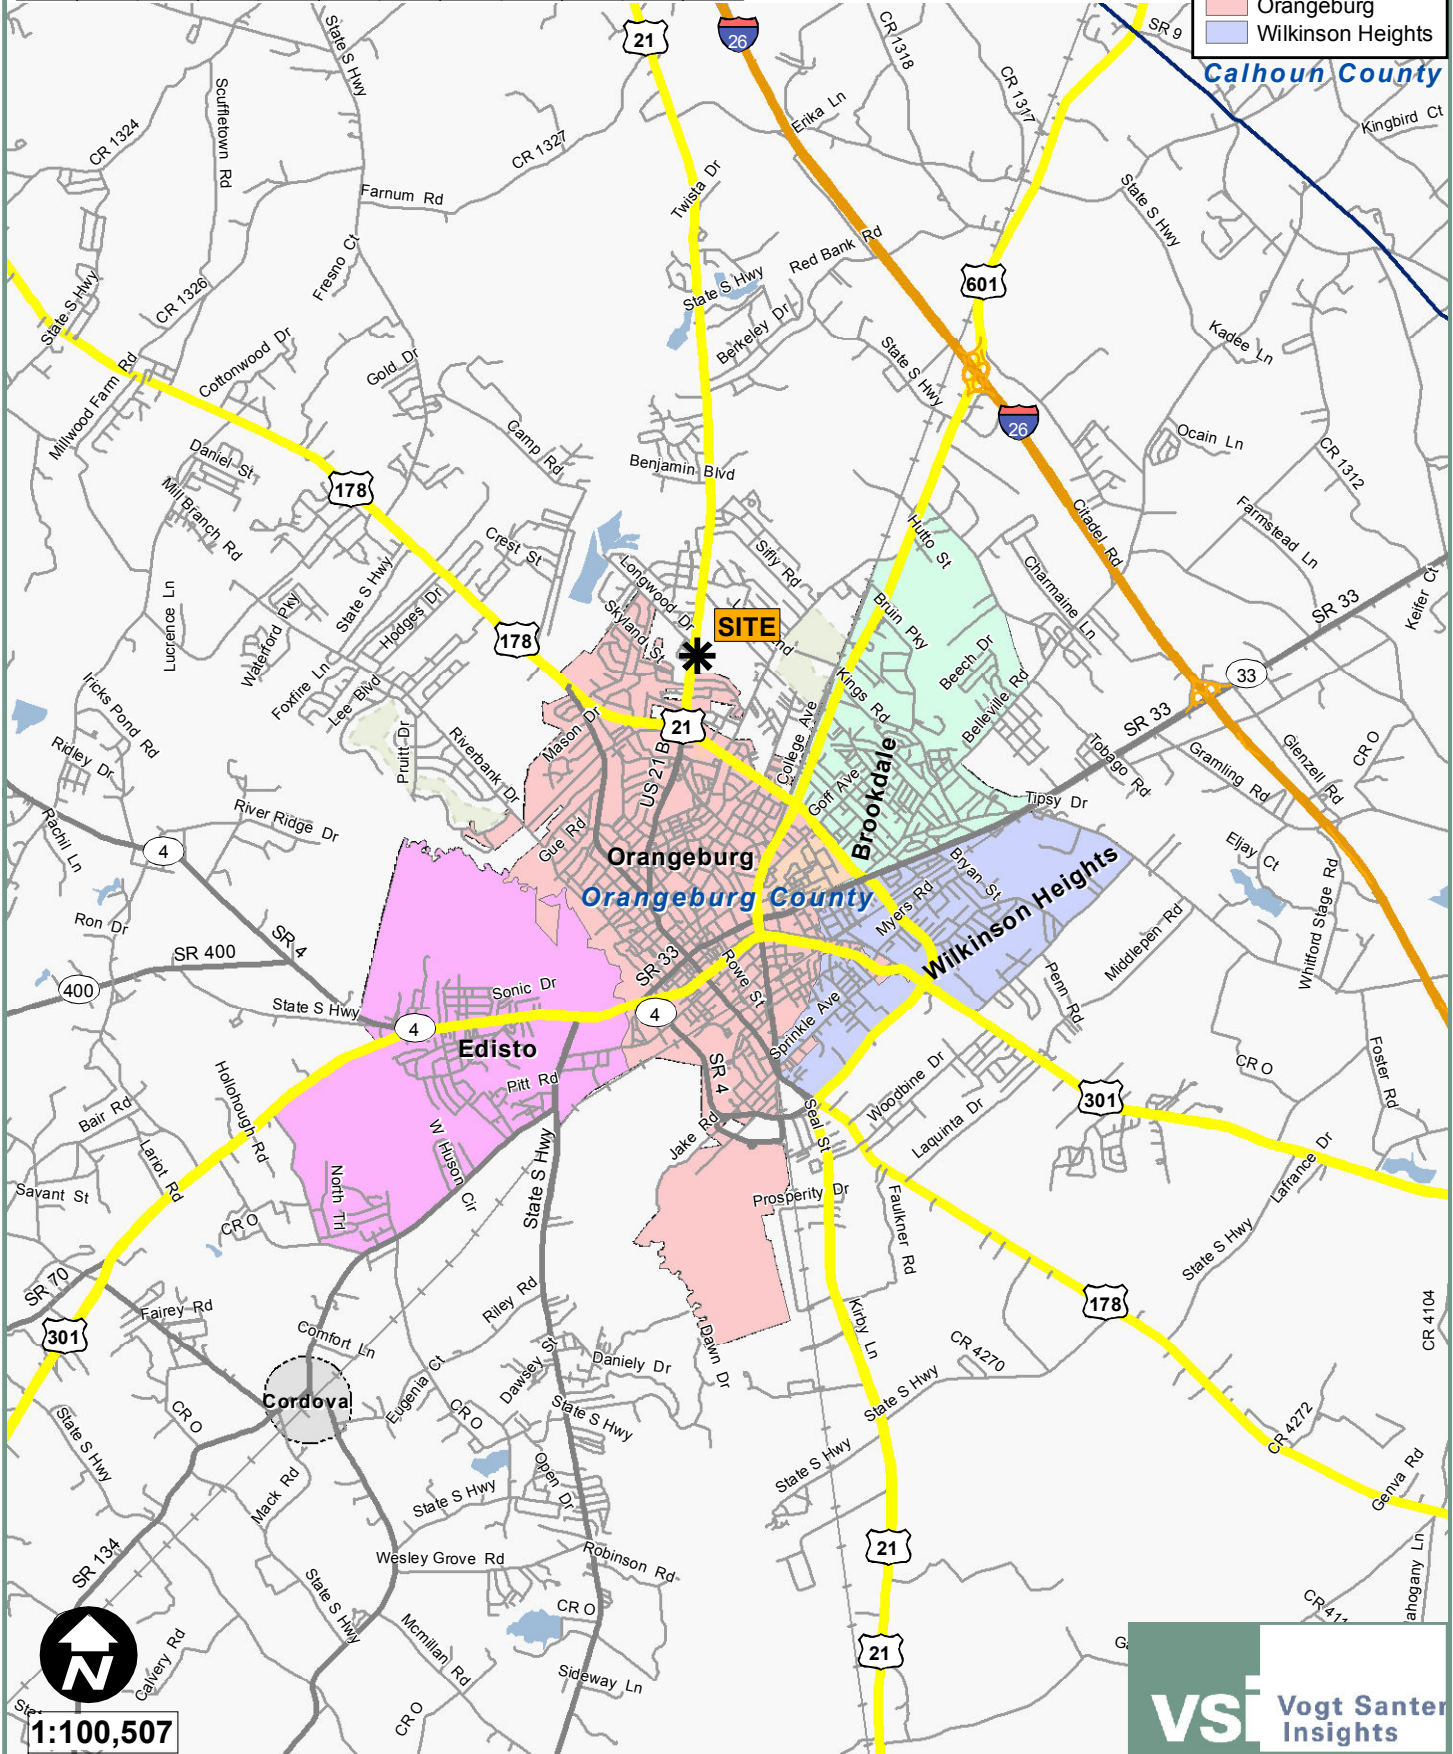 Orangeburg
Wilkinson Heights
Calhoun County
21
26
State S Hwy
CR 1318
CR 1317
SR 9
Kingbird Ct
CR 1324
Scuffletown Rd
CR 1327
Erika Ln
Farnum Rd
Twista Dr
State S Hwy
Fresno Ct
Red Bank Rd
State S Hwy
CR 1326
State S Hwy
601
Berkeley Dr
Kadee Ln
Millwood Farm Rd
Cottonwood Dr
Gold Dr
State S Hwy
26
Camp Rd
Ocain Ln
CR 1312
Daniel St
Benjamin Blvd
178
Mill Branch Rd
Citadel Rd
Farmstead Ln
Crest St
Sifly Rd
Hutto St
Charmaine Ln
Lucrence Ln
Waterford Pky
State S Hwy
Hodges Dr
Longwood Dr
Skyland St
SITE
Bruin Pky
SR 33
Keifer Ct
178
Foxfire Ln
Lee Blvd
Beech Dr
33
Iricks Pond Rd
Kings Rd
Belleville Rd
Ridley Dr
Pruitt Dr
Riverbank Dr
Mason Dr
21
College Ave
SR 33
Tobago Rd
Gramling Rd
Glenzell Rd
CR O
US 21 B
Goff Ave
Brookdale
Tipsy Dr
Rachil Ln
4
River Ridge Dr
Gue Rd
Orangeburg
Orangeburg County
Bryan St
Myers Rd
Wilkinson Heights
Eljay Ct
Whitford Stage Rd
Ron Dr
SR 4
SR 400
400
State S Hwy
Sonic Dr
SR 33
Rowe St
Middlepen Rd
Penn Rd
4
4
Edisto
Sprinkle Ave
Pitt Rd
SR 4
Woodbine Dr
CR O
Foster Rd
Hollohough Rd
Bair Rd
301
Laquinta Dr
Seal St
Jake Rd
Lariot Rd
W Huson Cir
State S Hwy
Savant St
North Trl
Prosperity Dr
Faulkner Rd
Lafrance Dr
CR O
State S Hwy
SR 70
301
Fairey Rd
Riley Rd
Kirby Ln
178
CR 4104
Comfort Ln
Dawn Dr
CR 4270
Cordova
Eugenia Ct
Dawsey St
Daniely Dr
State S Hwy
CR O
CR O
State S Hwy
State S Hwy
CR 4272
State S Hwy
Open Dr
Genva Rd
Mack Rd
State S Hwy
SR 134
Wesley Grove Rd
Robinson Rd
21
State S Hwy
CR O
Mcmillan Rd
Calvery Rd
21
Sideway Ln
CR O
N
1:100,507
vsi
Vogt Santer
Insights